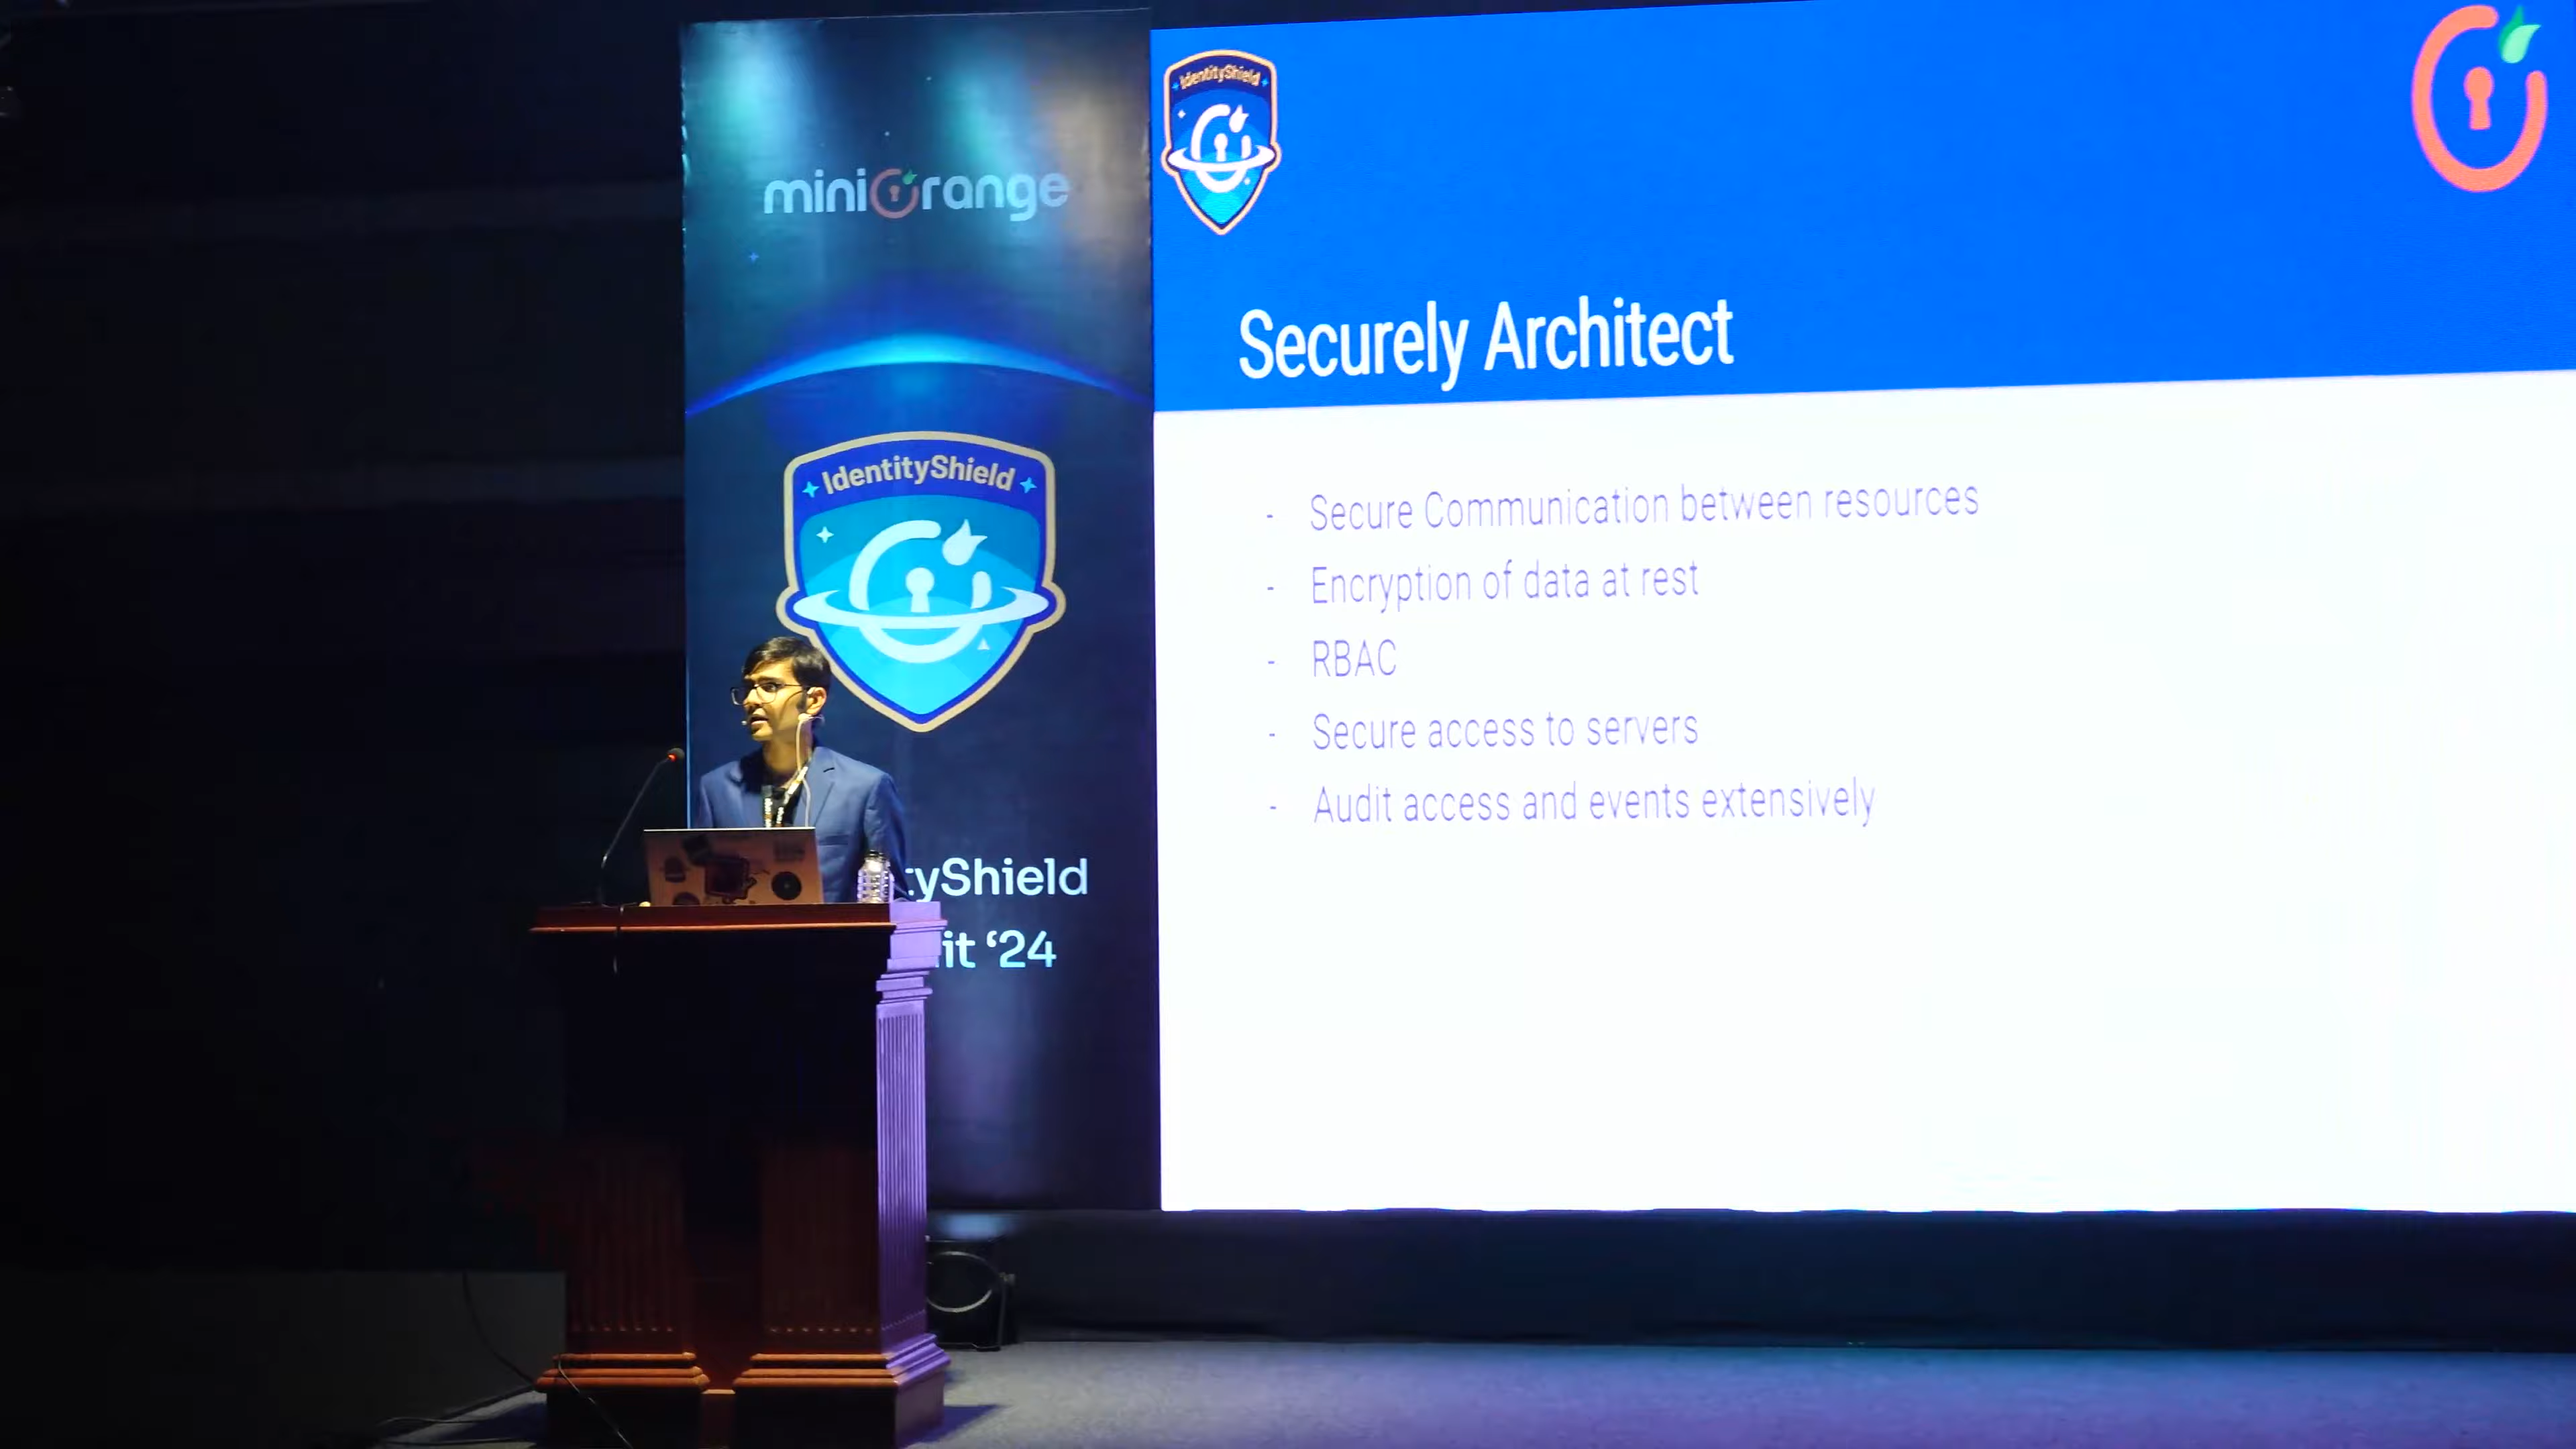 miniOrange
IdentityShield
tyShield
it ‘24
IdentityShield
Securely Architect
- Secure Communication between resources
- Encryption of data at rest
- RBAC
- Secure access to servers
- Audit access and events extensively